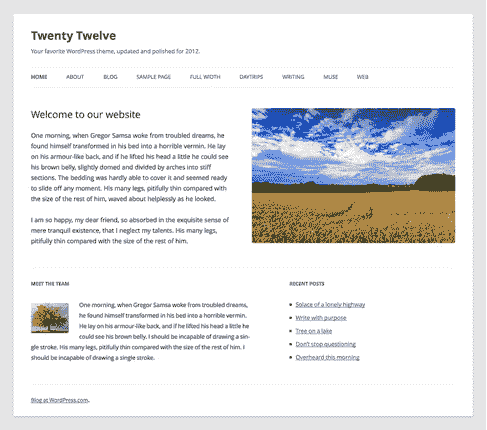 Twenty Twelve
Your favorite WordPress theme, updated and polished for 2012.
HOME ABOUT BLOG SAMPLE PAGE FULL WIDTH DAYTRIPS WRITING MUSE WEB
Welcome to our website
One morning, when Gregor Samsa woke from troubled dreams, he
found himself transformed in his bed into a horrible vermin. He lay
on his armour-like back, and if he lifted his head a little he could see
his brown belly, slightly domed and divided by arches into stiff
sections. The bedding was hardly able to cover it and seemed ready
to slide off any moment. His many legs, pitifully thin compared with
the size of the rest of him, waved about helplessly as he looked.
I am so happy, my dear friend, so absorbed in the exquisite sense of
mere tranquil existence, that I neglect my talents. His many legs,
pitifully thin compared with the size of the rest of him.
MEET THE TEAM
One morning, when Gregor Samsa woke from troubled dreams,
he found himself transformed in his bed into a horrible vermin.
He lay on his armour-like back, and if he lifted his head a little he
could see his brown belly. I should be incapable of drawing a sin-
gle stroke. His many legs, pitifully thin compared with the size of the rest of him. I
should be incapable of drawing a single stroke.
RECENT POSTS
Solace of a lonely highway
Write with purpose
Tree on a lake
Don't stop questioning
Overheard this morning
Blog at WordPress.com.